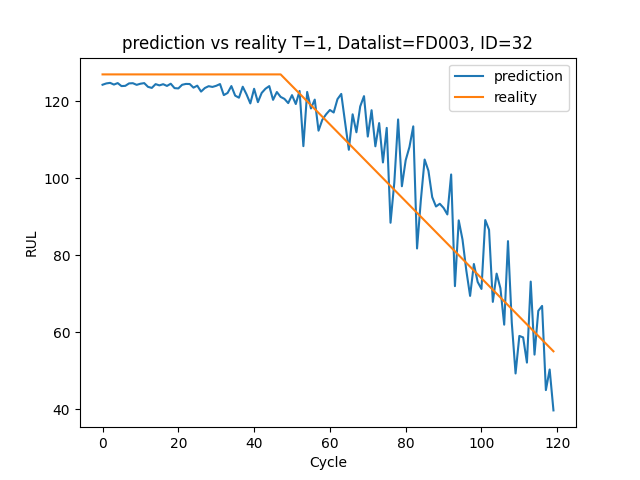 prediction vs reality T=1, Datalist=FD003, ID=32
prediction
reality
120
100
80
60
40
RUL
0 20 40 60 80 100 120
Cycle